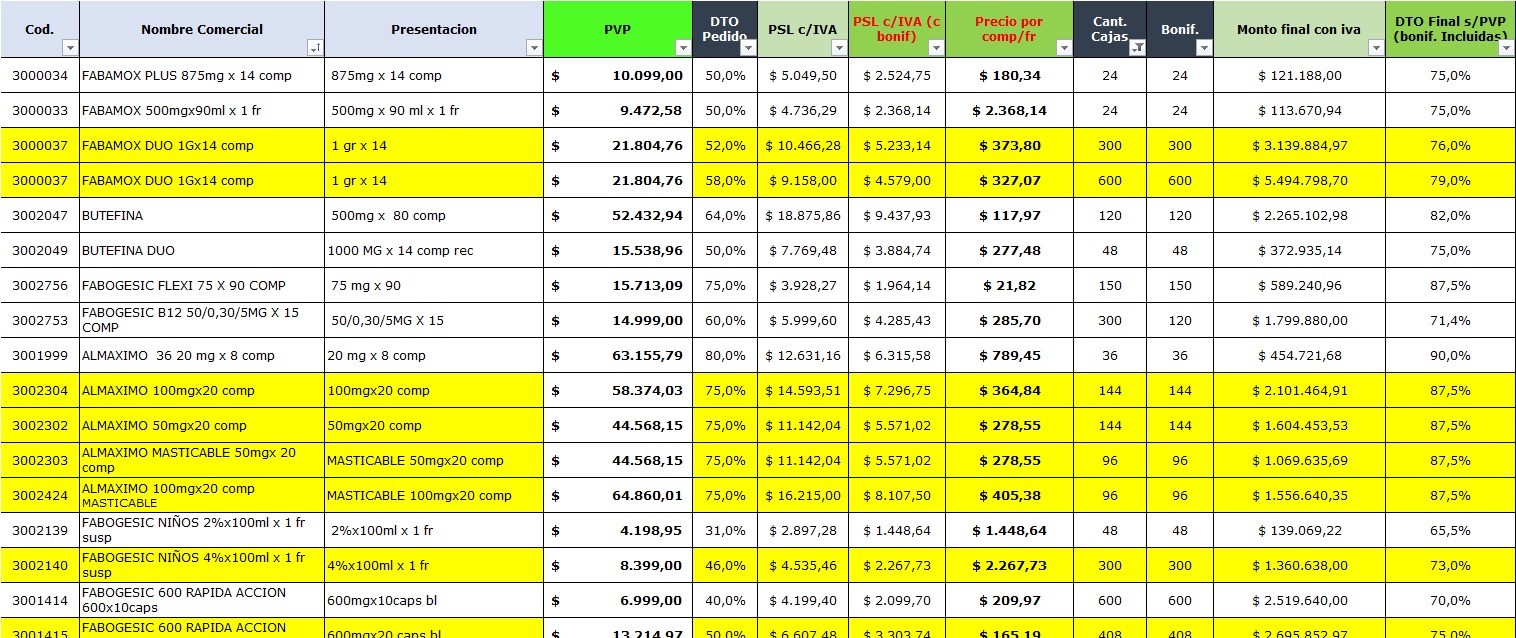 Cod. Nombre Comercial Presentacion PVP DTO Pedido PSL c/IVA PSL c/IVA (c bonif) Precio por comp/fr Cant. Cajas Bonif. Monto final con iva DTO Final s/PVP (bonif. Incluidas)
3000034 FABAMOX PLUS 875mg x 14 comp 875mg x 14 comp $ 10.099,00 50,0% $ 5.049,50 $ 2.524,75 $ 180,34 24 24 $ 121.188,00 75,0%
3000033 FABAMOX 500mgx90ml x 1 fr 500mg x 90 ml x 1 fr $ 9.472,58 50,0% $ 4.736,29 $ 2.368,14 $ 2.368,14 24 24 $ 113.670,94 75,0%
3000037 FABAMOX DUO 1Gx14 comp 1 gr x 14 $ 21.804,76 52,0% $ 10.466,28 $ 5.233,14 $ 373,80 300 300 $ 3.139.884,97 76,0%
3000037 FABAMOX DUO 1Gx14 comp 1 gr x 14 $ 21.804,76 58,0% $ 9.158,00 $ 4.579,00 $ 327,07 600 600 $ 5.494.798,70 79,0%
3002047 BUTEFINA 500mg x 80 comp $ 52.432,94 64,0% $ 18.875,86 $ 9.437,93 $ 117,97 120 120 $ 2.265.102,98 82,0%
3002049 BUTEFINA DUO 1000 MG x 14 comp rec $ 15.538,96 50,0% $ 7.769,48 $ 3.884,74 $ 277,48 48 48 $ 372.935,14 75,0%
3002756 FABOGESIC FLEXI 75 X 90 COMP 75 mg x 90 $ 15.713,09 75,0% $ 3.928,27 $ 1.964,14 $ 21,82 150 150 $ 589.240,96 87,5%
3002753 FABOGESIC B12 50/0,30/5MG X 15 COMP 50/0,30/5MG X 15 $ 14.999,00 60,0% $ 5.999,60 $ 4.285,43 $ 285,70 300 120 $ 1.799.880,00 71,4%
3001999 ALMAXIMO 36 20 mg x 8 comp 20 mg x 8 comp $ 63.155,79 80,0% $ 12.631,16 $ 6.315,58 $ 789,45 36 36 $ 454.721,68 90,0%
3002304 ALMAXIMO 100mgx20 comp 100mgx20 comp $ 58.374,03 75,0% $ 14.593,51 $ 7.296,75 $ 364,84 144 144 $ 2.101.464,91 87,5%
3002302 ALMAXIMO 50mgx20 comp 50mgx20 comp $ 44.568,15 75,0% $ 11.142,04 $ 5.571,02 $ 278,55 144 144 $ 1.604.453,53 87,5%
3002303 ALMAXIMO MASTICABLE 50mgx 20 comp MASTICABLE 50mgx20 comp $ 44.568,15 75,0% $ 11.142,04 $ 5.571,02 $ 278,55 96 96 $ 1.069.635,69 87,5%
3002424 ALMAXIMO 100mgx20 comp MASTICABLE MASTICABLE 100mgx20 comp $ 64.860,01 75,0% $ 16.215,00 $ 8.107,50 $ 405,38 96 96 $ 1.556.640,35 87,5%
3002139 FABOGESIC NIÑOS 2%x100ml x 1 fr susp 2%x100ml x 1 fr $ 4.198,95 31,0% $ 2.897,28 $ 1.448,64 $ 1.448,64 48 48 $ 139.069,22 65,5%
3002140 FABOGESIC NIÑOS 4%x100ml x 1 fr susp 4%x100ml x 1 fr $ 8.399,00 46,0% $ 4.535,46 $ 2.267,73 $ 2.267,73 300 300 $ 1.360.638,00 73,0%
3001414 FABOGESIC 600 RAPIDA ACCION 600x10caps 600mgx10caps bl $ 6.999,00 40,0% $ 4.199,40 $ 2.099,70 $ 209,97 600 600 $ 2.519.640,00 70,0%
3001415 FABOGESIC 600 RAPIDA ACCION 600mgx20 caps bl $ 13.214,97 50,0% $ 6.607,48 $ 3.303,74 $ 165,19 408 408 $ 2.695.852,97 75,0%